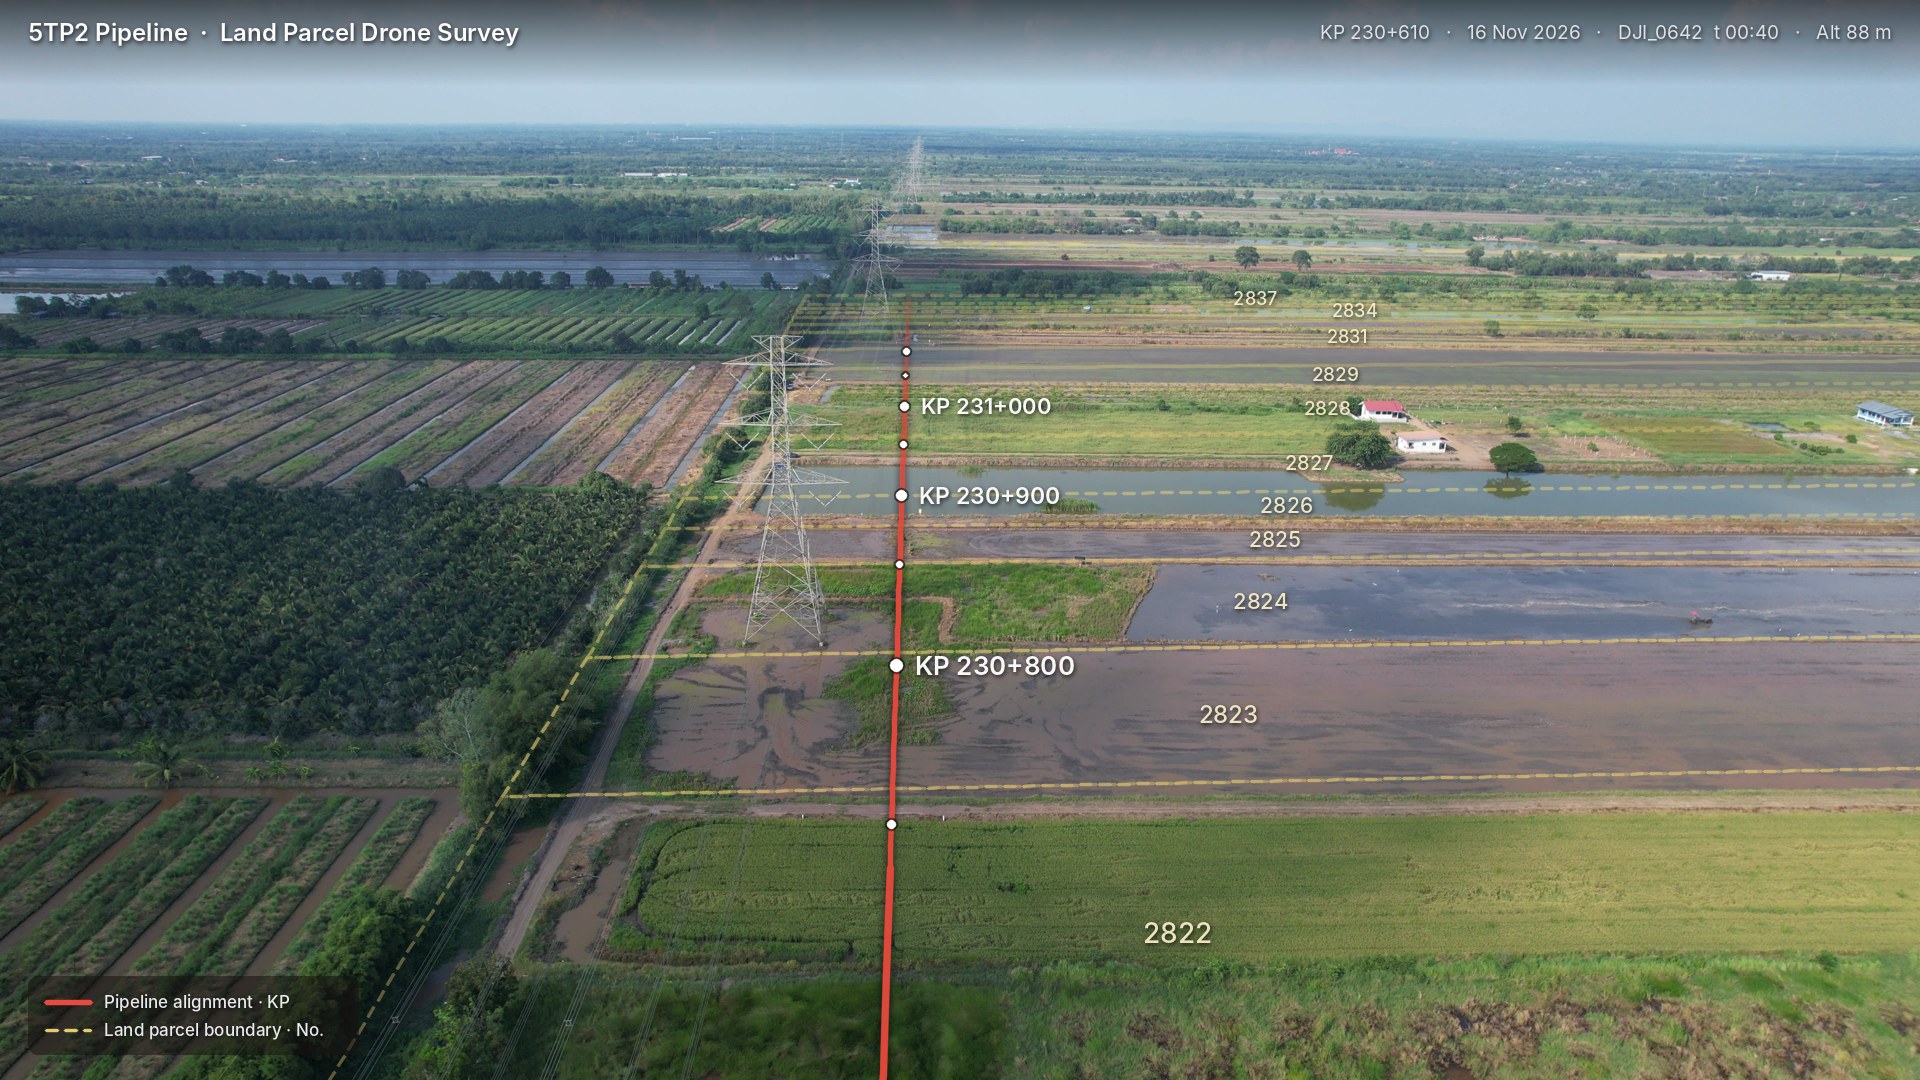 5TP2 Pipeline · Land Parcel Drone Survey
KP 230+610 · 16 Nov 2026 · DJI_0642 t 00:40 · Alt 88 m
2837
2834
2831
2829
KP 231+000
2828
2827
KP 230+900
2826
2825
2824
KP 230+800
2823
2822
Pipeline alignment · KP
Land parcel boundary · No.